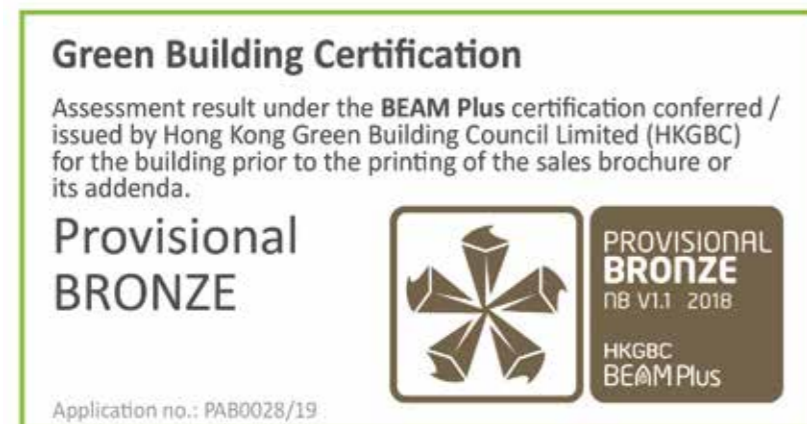 Green Building Certification
Assessment result under the BEAM Plus certification conferred /
issued by Hong Kong Green Building Council Limited (HKGBC)
for the building prior to the printing of the sales brochure or
its addenda.
Provisional
BRONZE
PROVISIONAL
BRONZE
NB V1.1 2018
HKGBC
BEAM Plus
Application no.: PAB0028/19